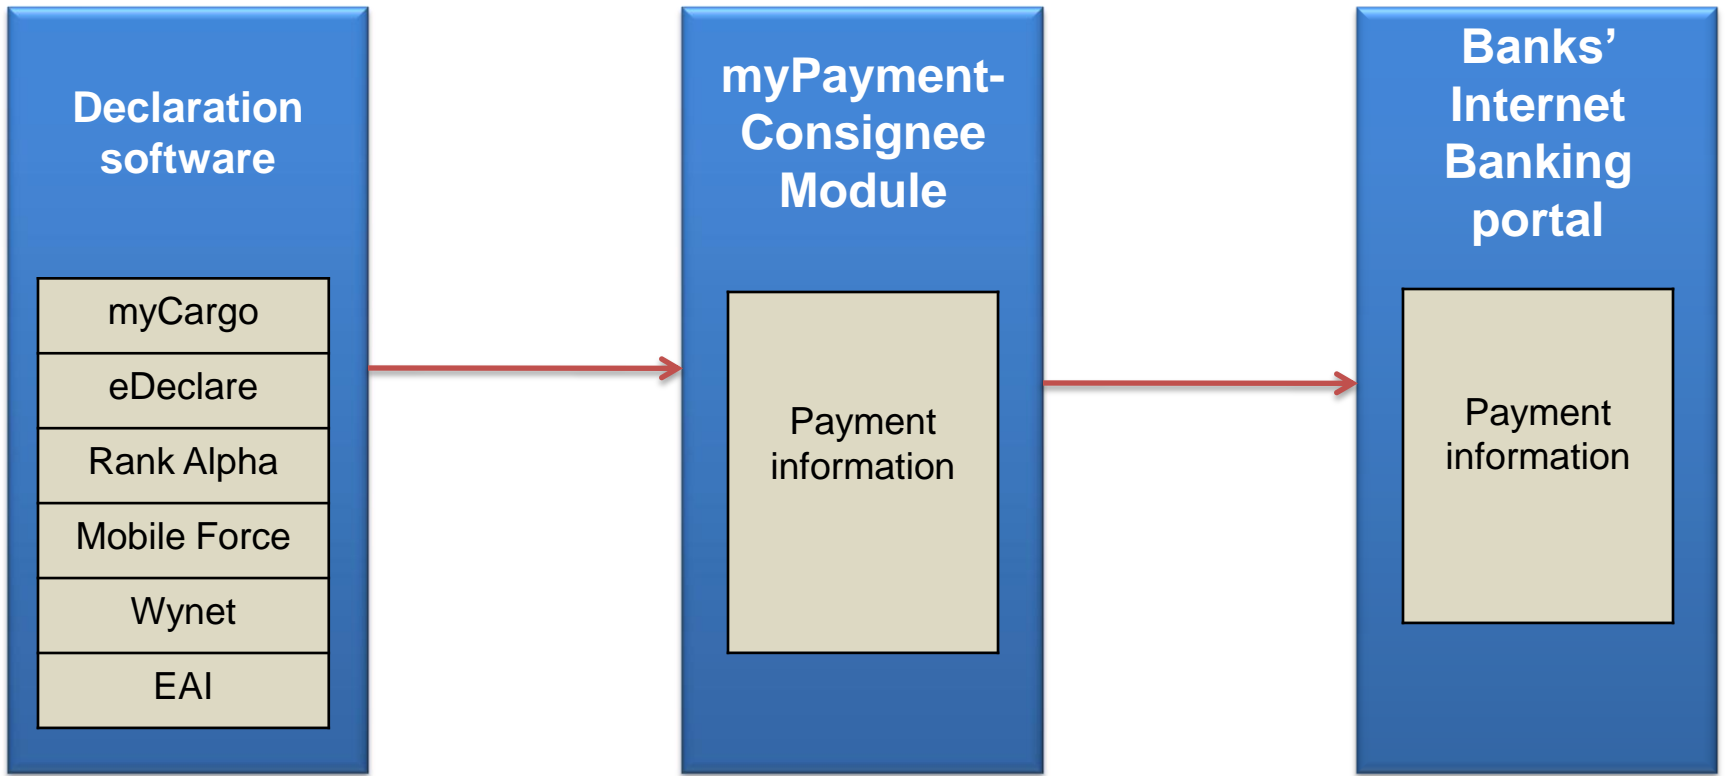 Declaration
software
myCargo
eDeclare
Rank Alpha
Mobile Force
Wynet
EAI
myPayment-
Consignee
Module
Payment
information
Banks’
Internet
Banking
portal
Payment
information